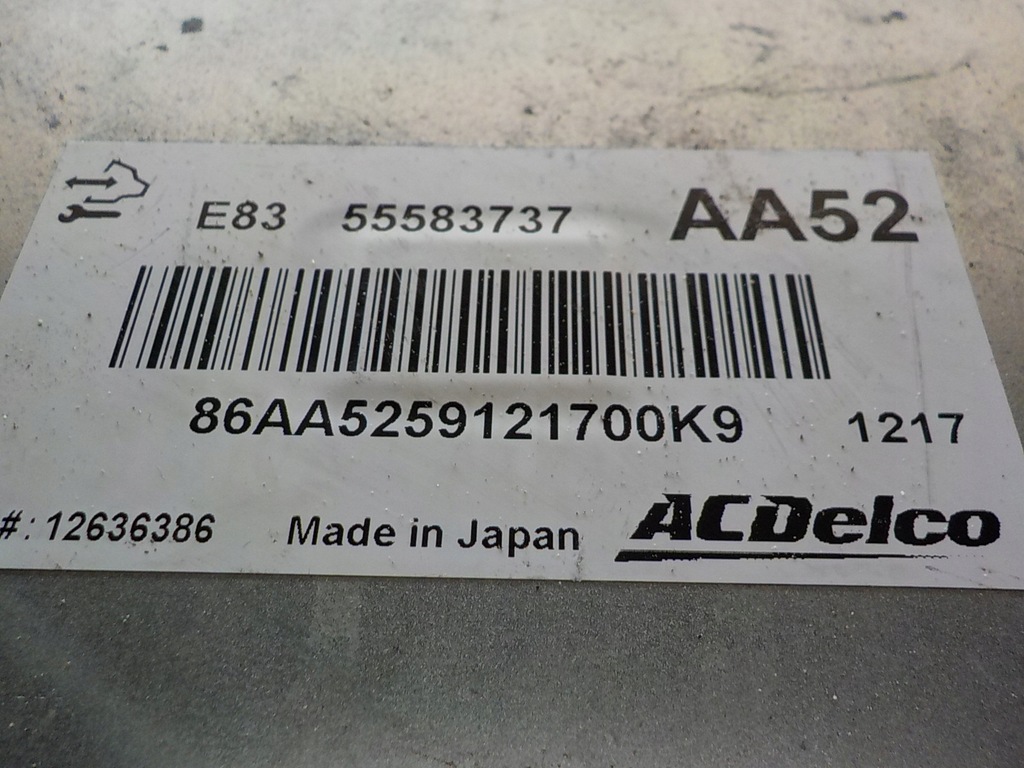 E83 55583737 AA52
86AA5259121700K9 1217
#: 12636386 Made in Japan ACDelco